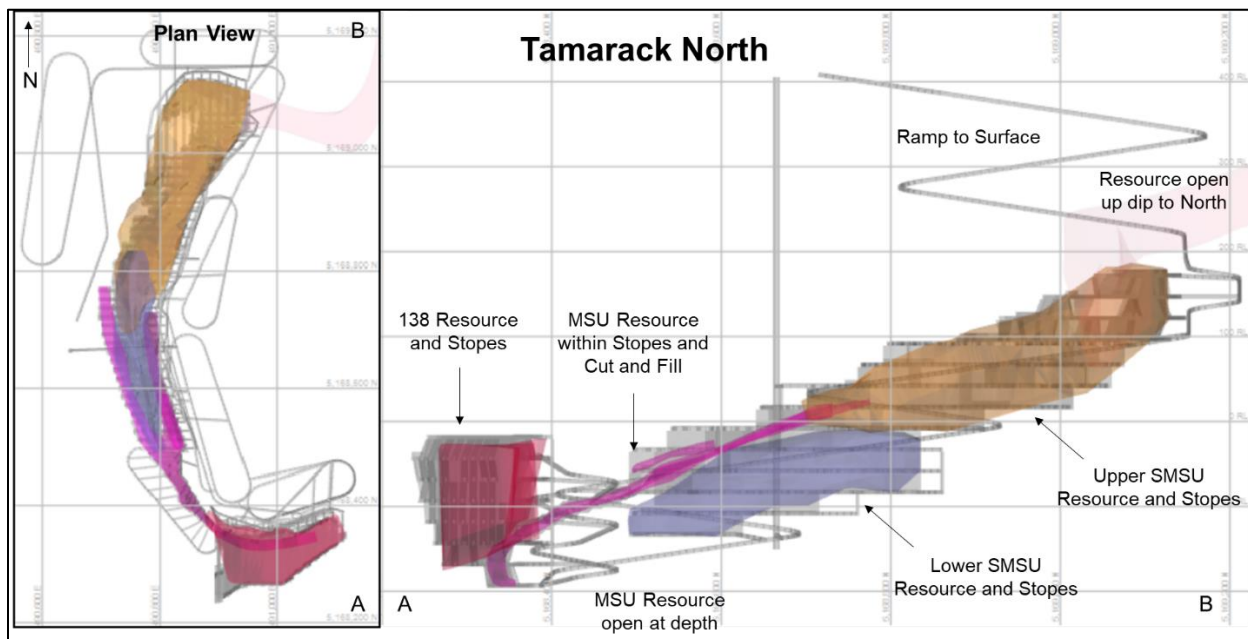 Plan View
B
N
A
Tamarack North
Ramp to Surface
Resource open
up dip to North
138 Resource
and Stopes
MSU Resource
within Stopes and
Cut and Fill
Upper SMSU
Resource and Stopes
Lower SMSU
Resource and Stopes
MSU Resource
open at depth
A
B